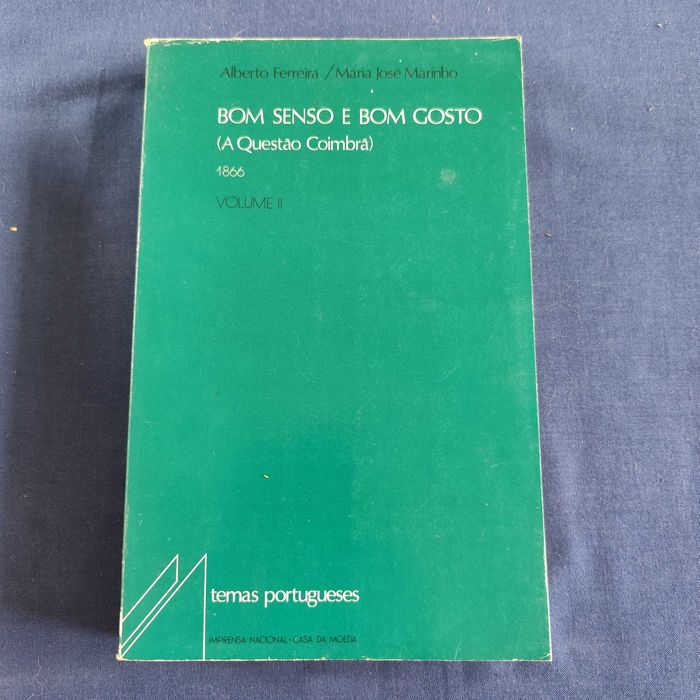 Alberto Ferreira / Maria José Marinho
BOM SENSO E BOM GOSTO
(A Questão Coimbrã)
1866
VOLUME II
temas portugueses
IMPRENSA NACIONAL - CASA DA MOEDA